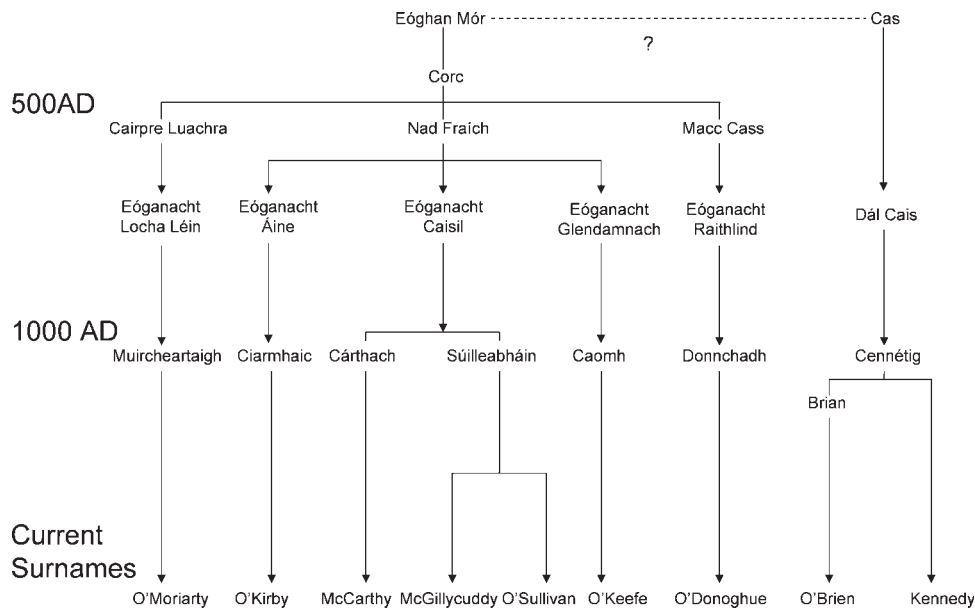 Eóghan Mór
Cas
?
Corc
500AD
Cairpre Luachra
Nad Fraích
Macc Cass
Eóganacht
Locha Léin
Eóganacht
Áine
Eóganacht
Caisil
Eóganacht
Glendamnach
Eóganacht
Raithlind
Dál Cais
1000 AD
Muircheartaigh
Ciarmhaic
Cárthach
Súilleabháin
Caomh
Donnchadh
Cennétig
Brian
Current
Surnames
O'Moriarty
O'Kirby
McCarthy
McGillycuddy
O'Sullivan
O'Keefe
O'Donoghue
O'Brien
Kennedy